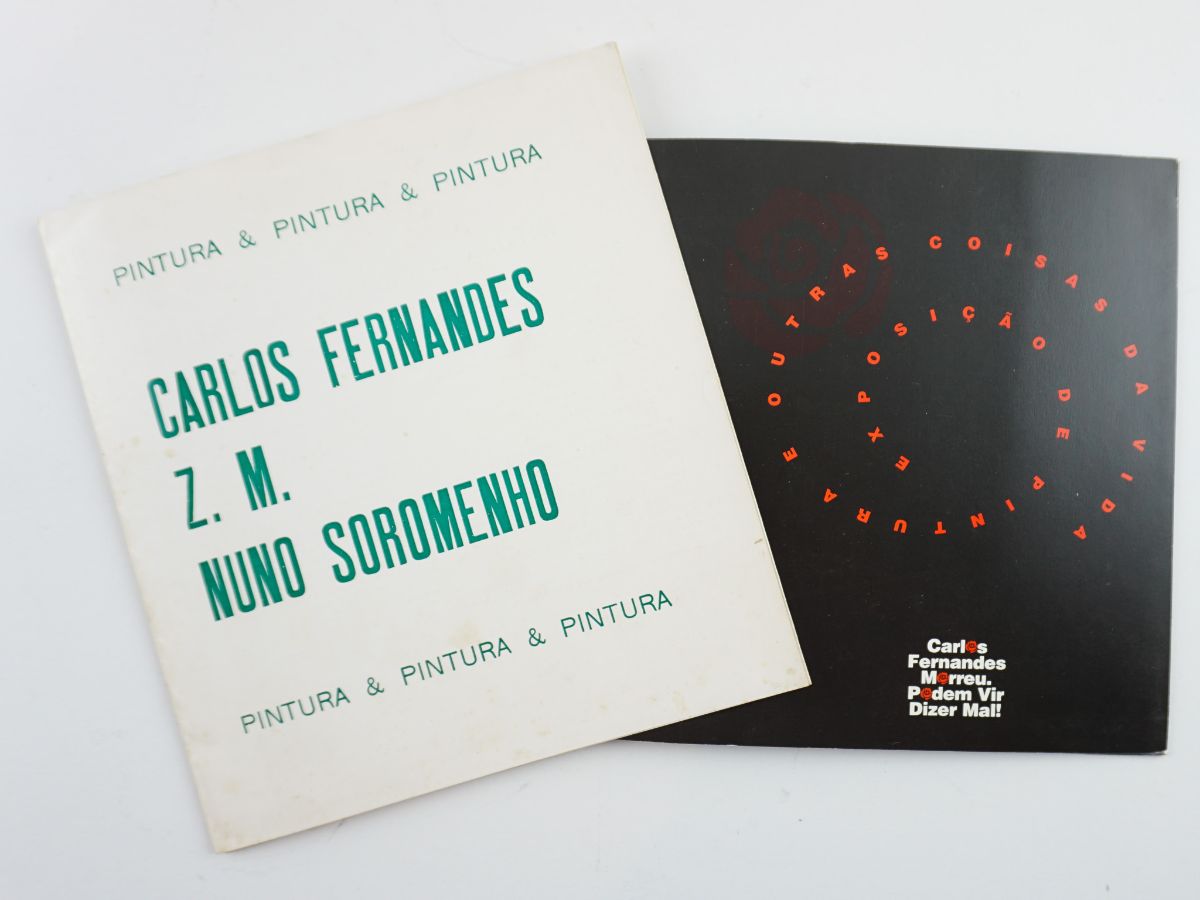 PINTURA & PINTURA & PINTURA
CARLOS FERNANDES
Z. M.
NUNO SOROMENHO
PINTURA & PINTURA & PINTURA
EXPOSIÇÃO DE PINTURA E OUTRAS COISAS DA VIDA
Carlos
Fernandes
Morreu.
Podem Vir
Dizer Mal!